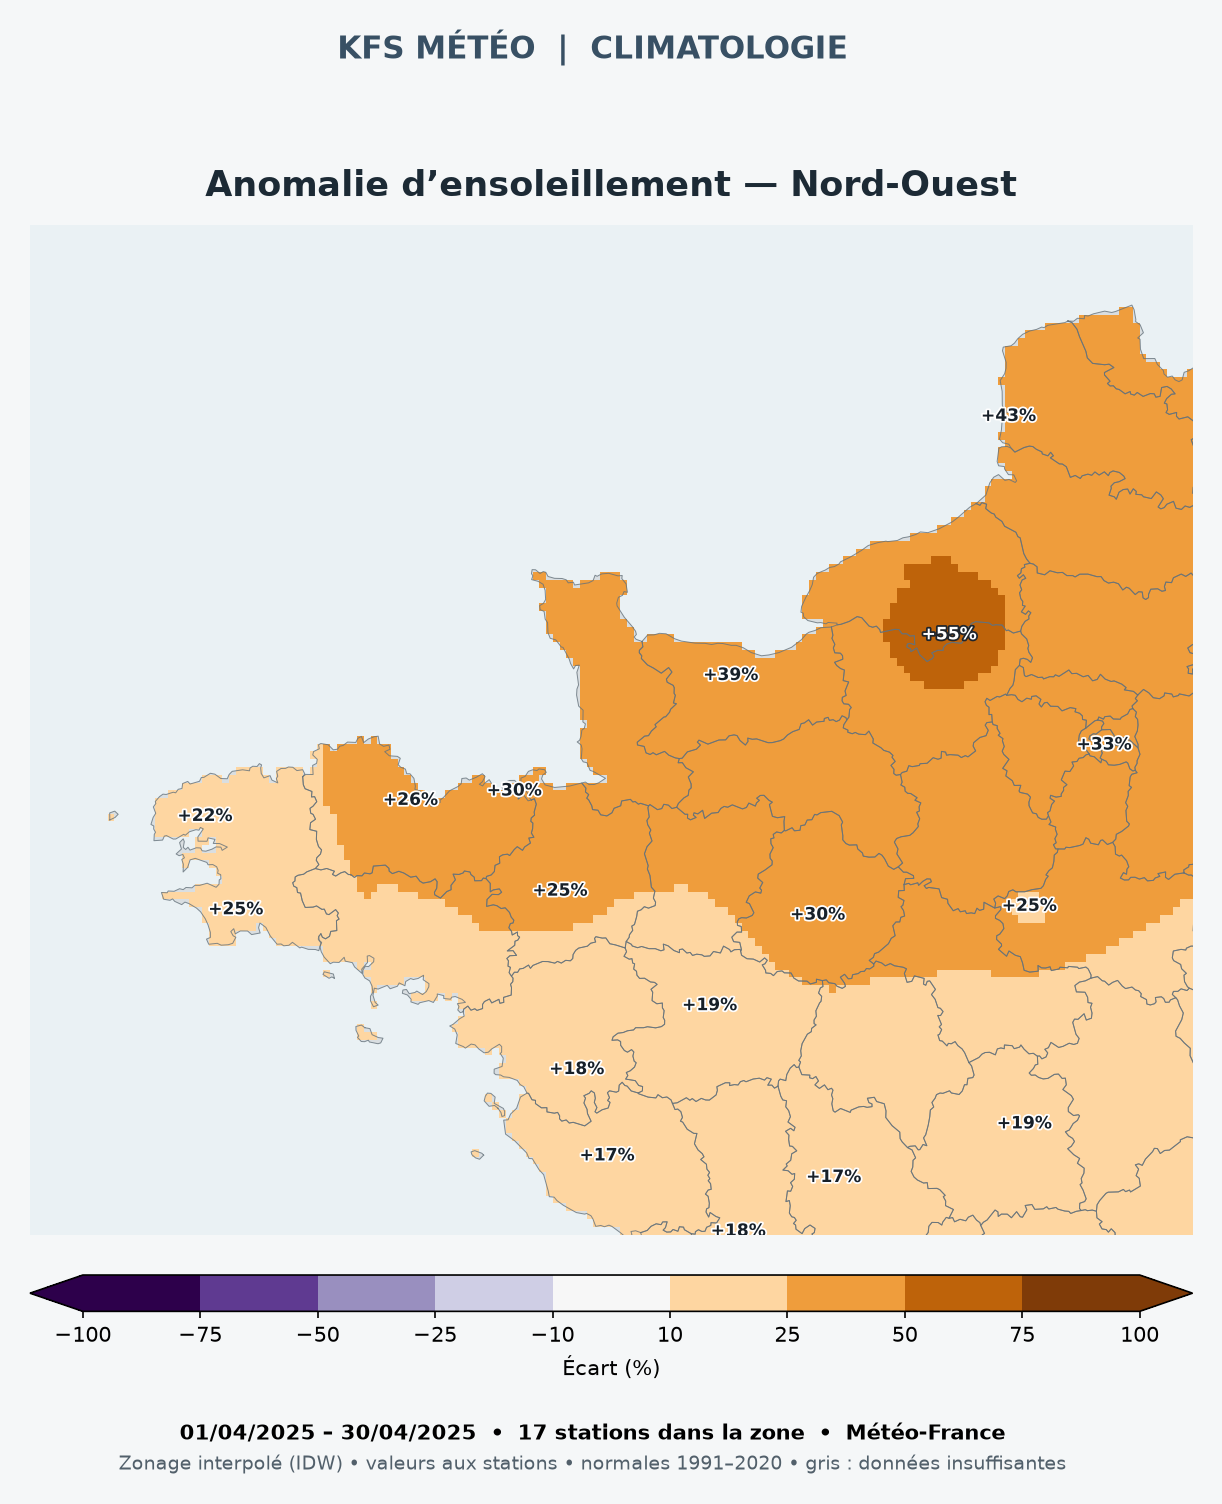 KFS MÉTÉO | CLIMATOLOGIE
Anomalie d’ensoleillement — Nord-Ouest
+43%
+55%
+39%
+33%
+30%
+26%
+22%
+25%
+25%
+25%
+30%
+19%
+18%
+19%
+17%
+17%
+18%
−100 −75 −50 −25 −10 10 25 50 75 100
Écart (%)
01/04/2025 – 30/04/2025 • 17 stations dans la zone • Météo-France
Zonage interpolé (IDW) • valeurs aux stations • normales 1991–2020 • gris : données insuffisantes